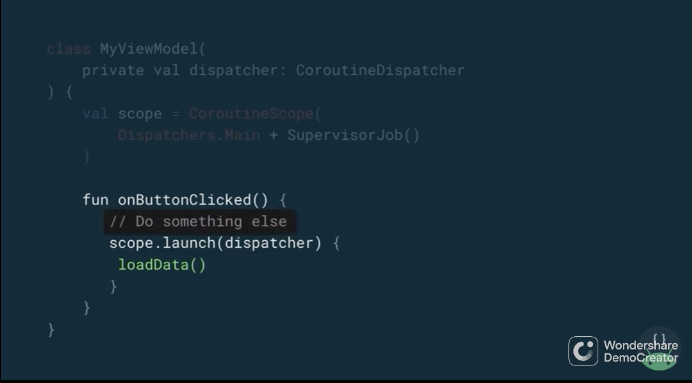 class MyViewModel(
    private val dispatcher: CoroutineDispatcher
) {
    val scope = CoroutineScope(
        Dispatchers.Main + SupervisorJob()
    )
    fun onButtonClicked() {
       // Do something else
       scope.launch(dispatcher) {
        loadData()
       }
    }
}
{ }
Wondershare
DemoCreator